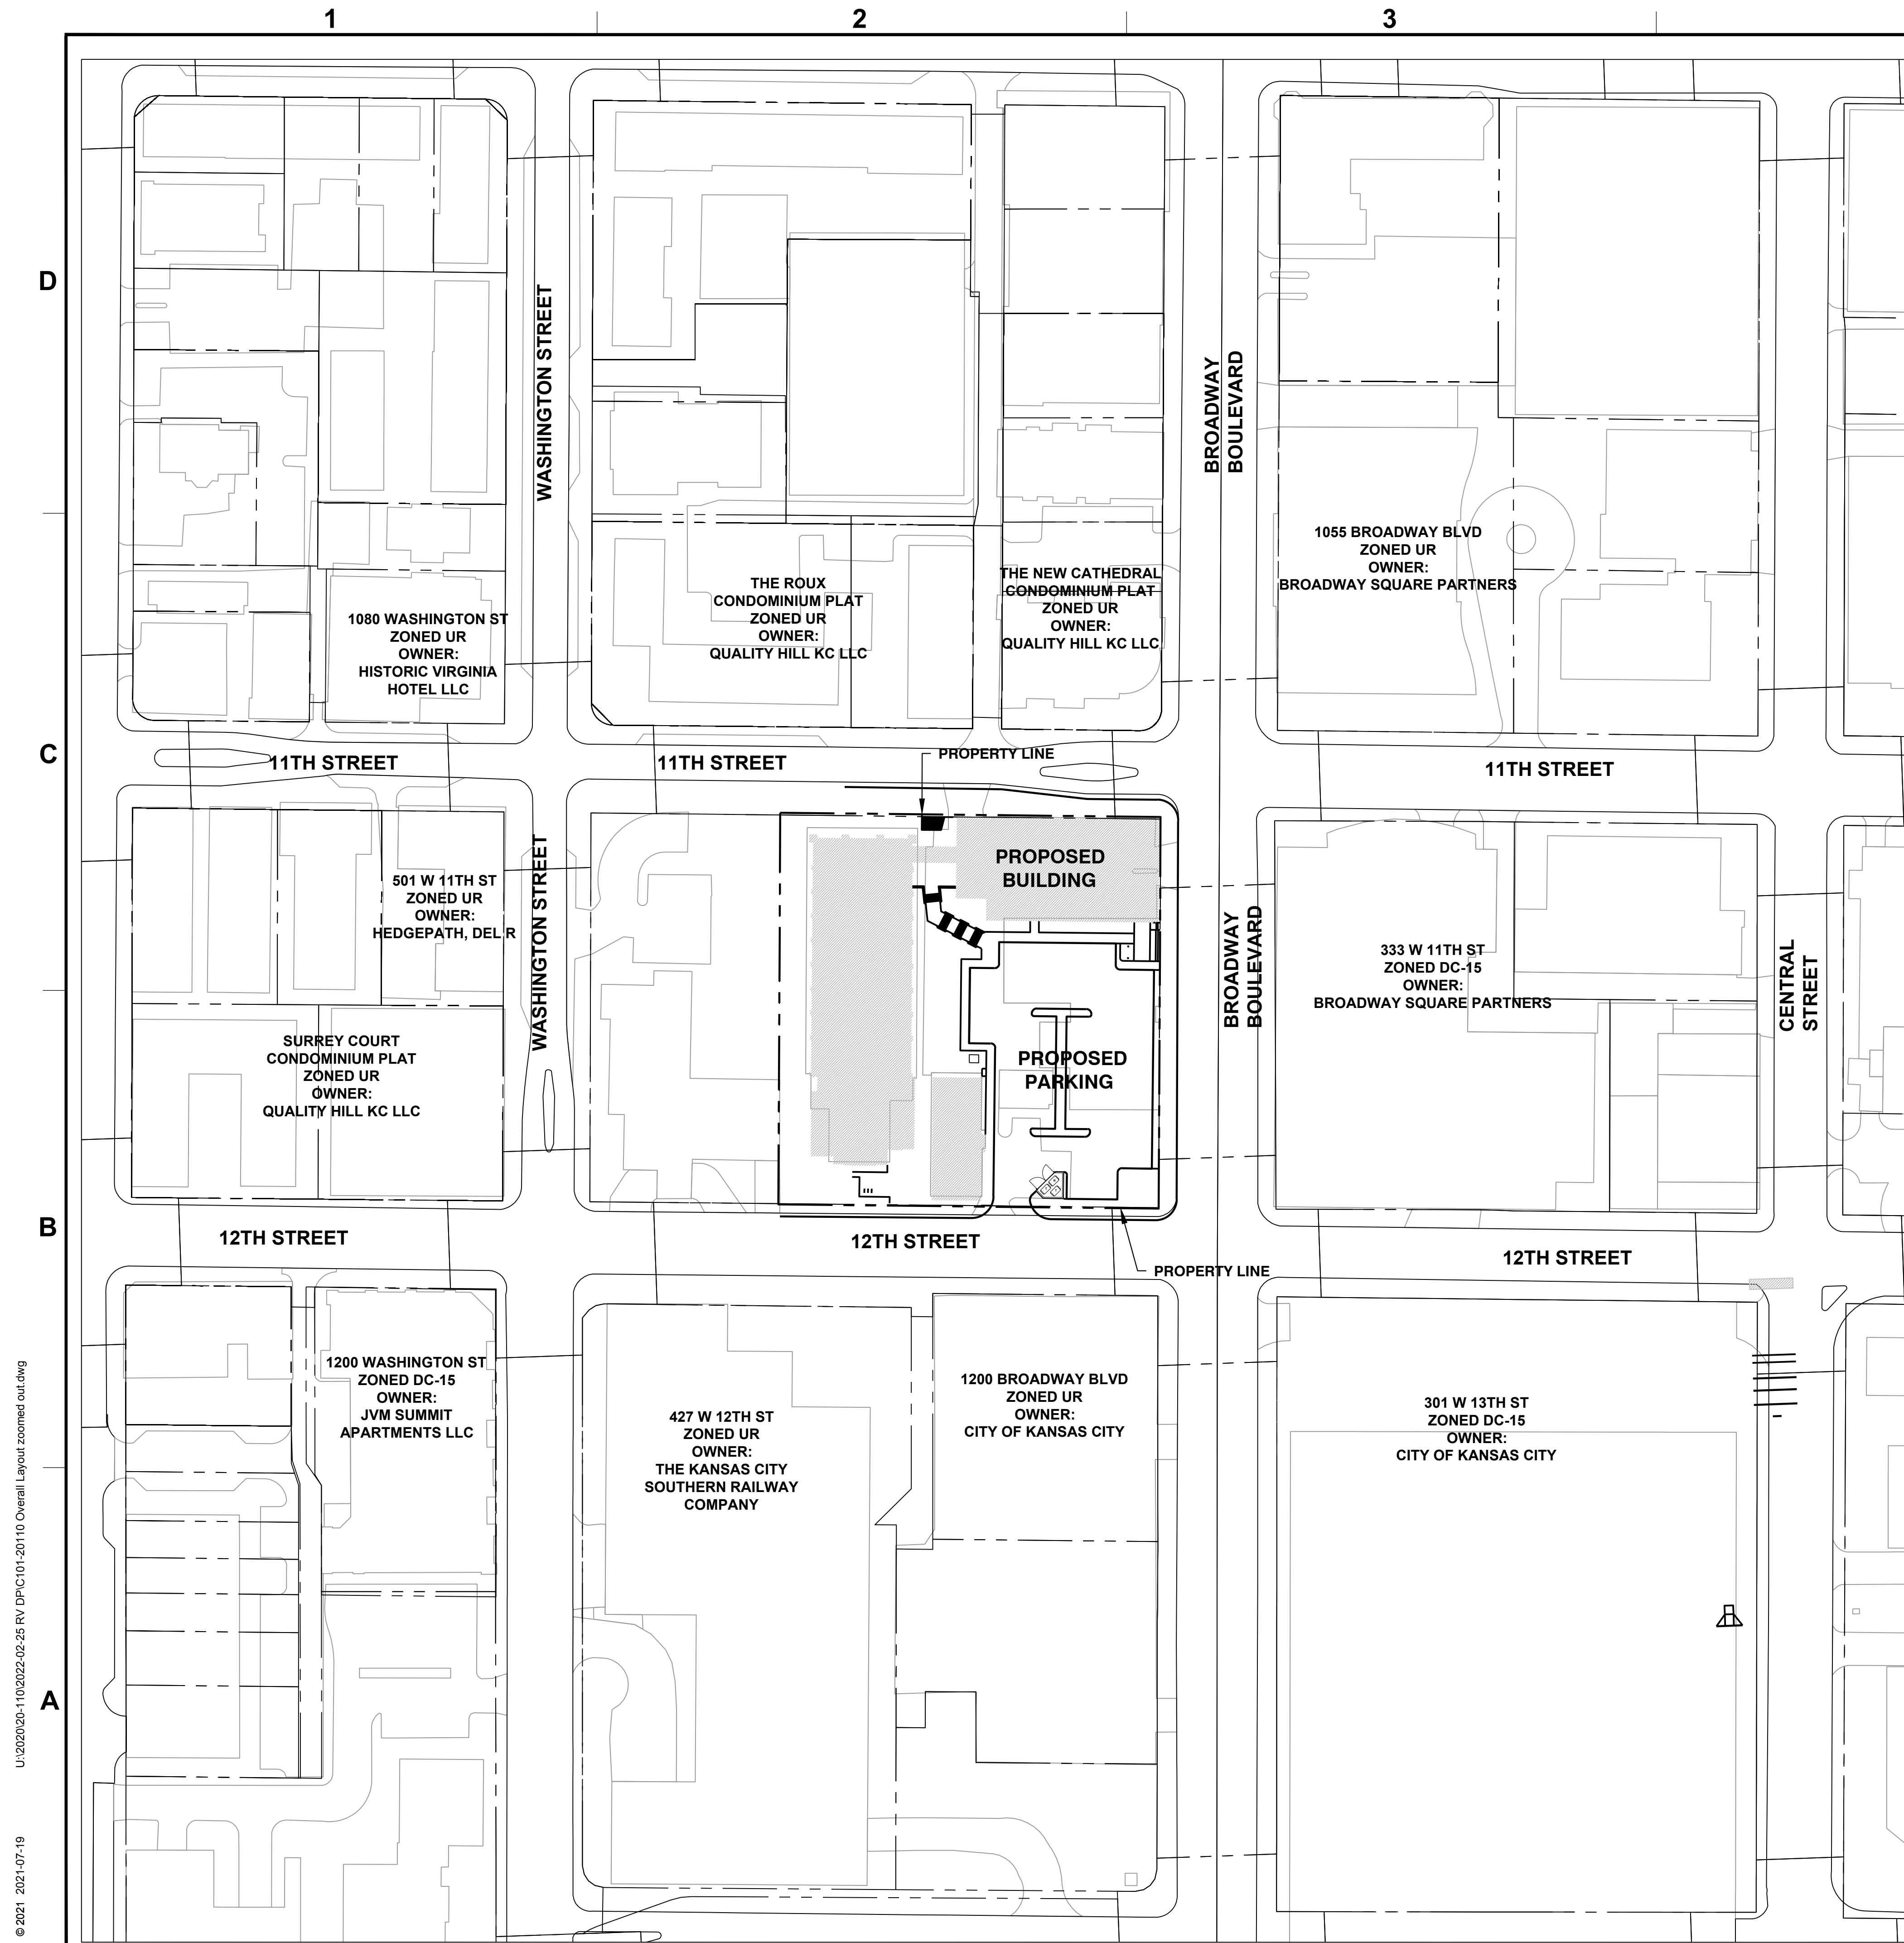 1
2
3
D
WASHINGTON STREET
BROADWAY
BOULEVARD
1055 BROADWAY BLVD
ZONED UR
OWNER:
BROADWAY SQUARE PARTNERS
THE ROUX
CONDOMINIUM PLAT
ZONED UR
OWNER:
QUALITY HILL KC LLC
THE NEW CATHEDRAL
CONDOMINIUM PLAT
ZONED UR
OWNER:
QUALITY HILL KC LLC
1080 WASHINGTON ST
ZONED UR
OWNER:
HISTORIC VIRGINIA
HOTEL LLC
C
11TH STREET
11TH STREET
PROPERTY LINE
11TH STREET
PROPOSED
BUILDING
501 W 11TH ST
ZONED UR
OWNER:
HEDGEPATH, DEL R
WASHINGTON STREET
BROADWAY
BOULEVARD
333 W 11TH ST
ZONED DC-15
OWNER:
BROADWAY SQUARE PARTNERS
CENTRAL
STREET
SURREY COURT
CONDOMINIUM PLAT
ZONED UR
OWNER:
QUALITY HILL KC LLC
PROPOSED
PARKING
B
12TH STREET
12TH STREET
12TH STREET
PROPERTY LINE
1200 WASHINGTON ST
ZONED DC-15
OWNER:
JVM SUMMIT
APARTMENTS LLC
427 W 12TH ST
ZONED UR
OWNER:
THE KANSAS CITY
SOUTHERN RAILWAY
COMPANY
1200 BROADWAY BLVD
ZONED UR
OWNER:
CITY OF KANSAS CITY
301 W 13TH ST
ZONED DC-15
OWNER:
CITY OF KANSAS CITY
A
© 2021 2021-07-19 U:\2020\20-110\2022-02-25 RV DP\C101-20110 Overall Layout zoomed out.dwg